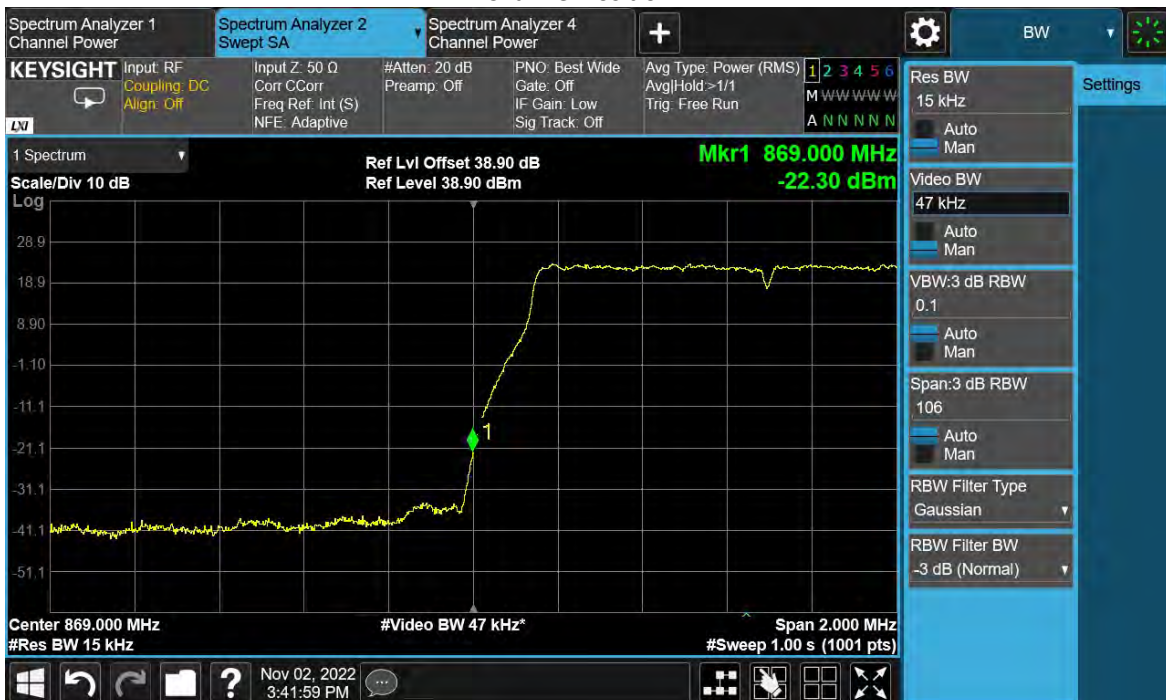 Spectrum Analyzer 1
Channel Power
Spectrum Analyzer 2
Swept SA
Spectrum Analyzer 4
Channel Power
BW
KEYSIGHT
LXI
Input: RF
Coupling: DC
Align: Off
Input Z: 50 Ω
Corr CCorr
Freq Ref: Int (S)
NFE: Adaptive
#Atten: 20 dB
Preamp: Off
PNO: Best Wide
Gate: Off
IF Gain: Low
Sig Track: Off
Avg Type: Power (RMS)
Avg|Hold:>1/1
Trig: Free Run
1 2 3 4 5 6
M W W W W W
A N N N N N
1 Spectrum
Scale/Div 10 dB
Log
Ref Lvl Offset 38.90 dB
Ref Level 38.90 dBm
Mkr1 869.000 MHz
-22.30 dBm
28.9
18.9
8.90
-1.10
-11.1
-21.1
-31.1
-41.1
-51.1
1
Center 869.000 MHz
#Res BW 15 kHz
#Video BW 47 kHz*
Span 2.000 MHz
#Sweep 1.00 s (1001 pts)
Nov 02, 2022
3:41:59 PM
Settings
Res BW
15 kHz
Auto
Man
Video BW
47 kHz
Auto
Man
VBW:3 dB RBW
0.1
Auto
Man
Span:3 dB RBW
106
Auto
Man
RBW Filter Type
Gaussian
RBW Filter BW
-3 dB (Normal)